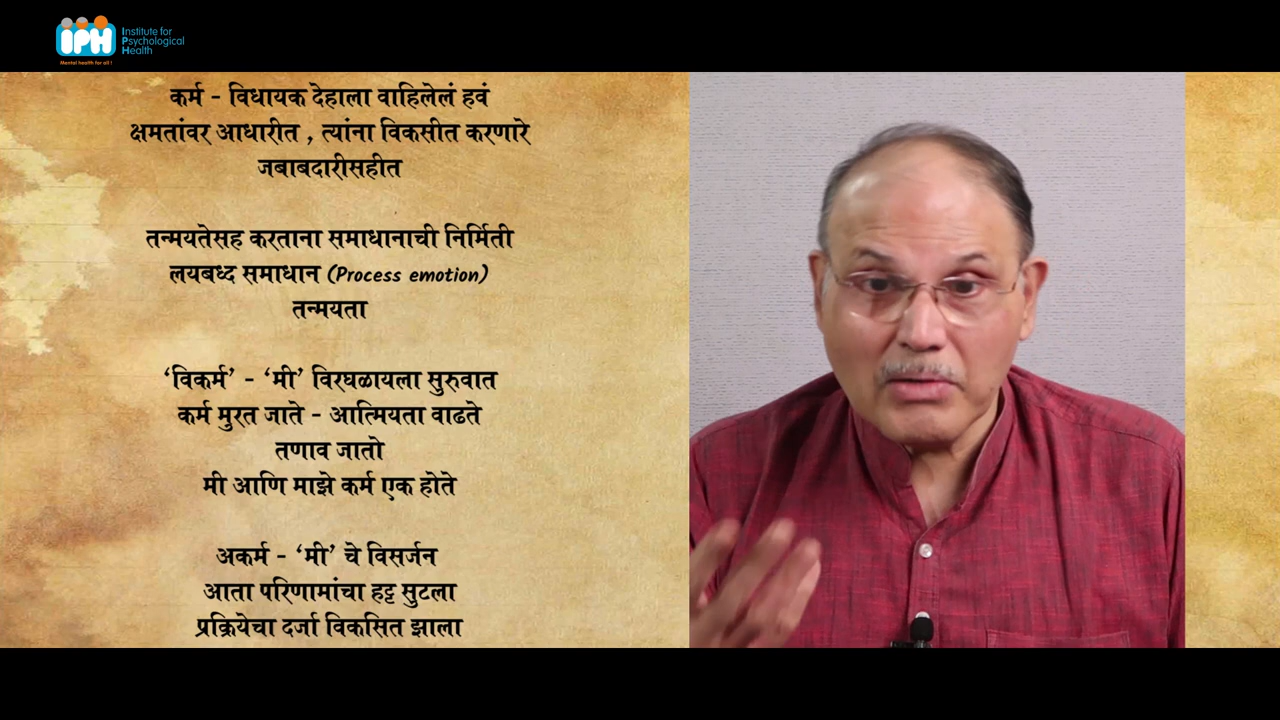 IPH
Institute for
Psychological
Health
Mental health for all !
कर्म - विधायक देहाला वाहिलेलं हवं
क्षमतांवर आधारीत , त्यांना विकसीत करणारे
जबाबदारीसहीत
तन्मयतेसह करताना समाधानाची निर्मिती
लयबध्द समाधान (Process emotion)
तन्मयता
‘विकर्म’ - ‘मी’ विरघळायला सुरुवात
कर्म मुरत जाते - आत्मियता वाढते
तणाव जातो
मी आणि माझे कर्म एक होते
अकर्म - ‘मी’ चे विसर्जन
आता परिणामांचा हट्ट सुटला
प्रक्रियेचा दर्जा विकसित झाला